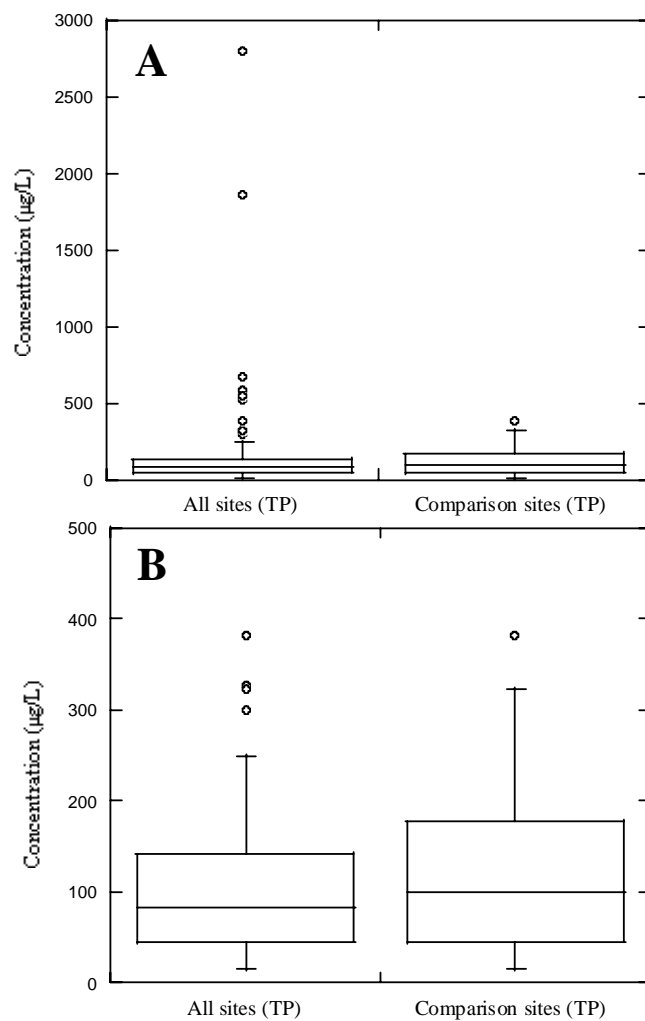 3000
A
2500
2000
1500
1000
500
0
Concentration (µg/L)
All sites (TP) Comparison sites (TP)
500
B
400
300
200
100
0
Concentration (µg/L)
All sites (TP) Comparison sites (TP)